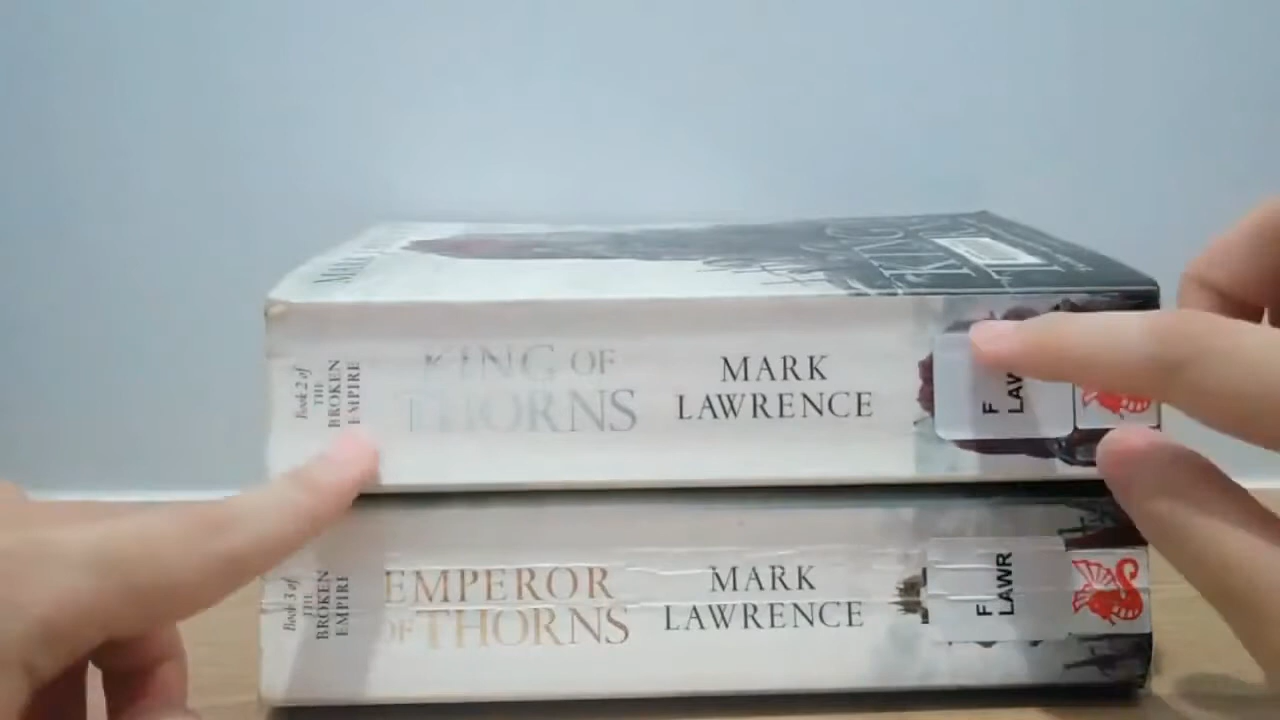 KING
Book 2 of
THE
BROKEN
EMPIRE
KING OF
THORNS
MARK
LAWRENCE
F
Book 3 of
THE
BROKEN
EMPIRE
EMPEROR
OF THORNS
MARK
LAWRENCE
F
LAWR